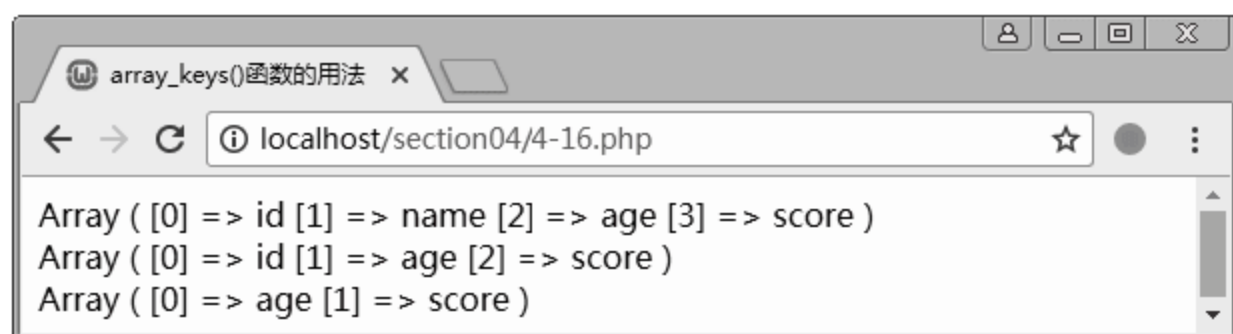 array_keys()函数的用法
localhost/section04/4-16.php
Array ( [0] => id [1] => name [2] => age [3] => score )
Array ( [0] => id [1] => age [2] => score )
Array ( [0] => age [1] => score )